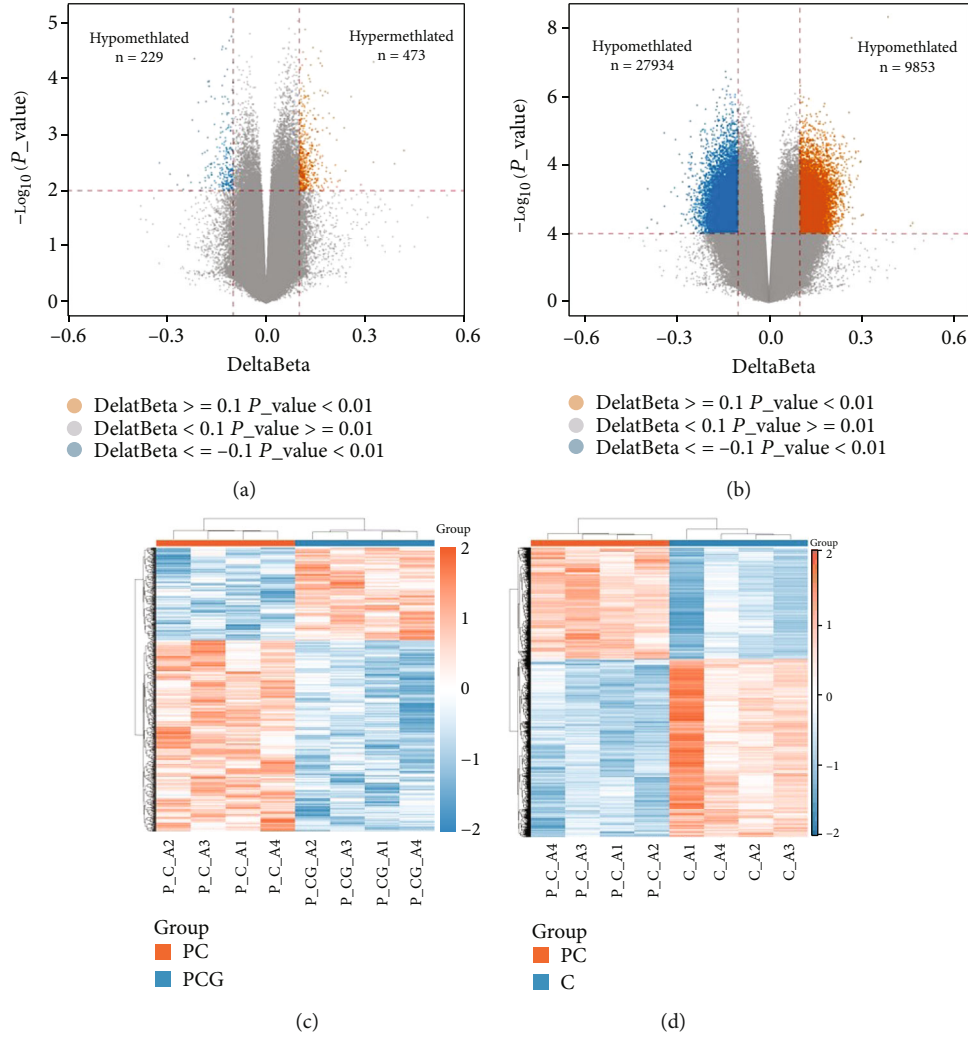 5
4
3
2
1
0
−Log10 (P_value)
Hypomethlated
n = 229
Hypermethlated
n = 473
−0.6
−0.3
0.0
0.3
0.6
DeltaBeta
DelatBeta > = 0.1 P_value < 0.01
DelatBeta < 0.1 P_value > = 0.01
DelatBeta < = −0.1 P_value < 0.01
(a)
8
6
4
4
0
−Log10 (P_value)
Hypomethlated
n = 27934
Hypomethlated
n = 9853
−0.6
−0.3
0.0
0.3
0.6
DeltaBeta
DelatBeta > = 0.1 P_value < 0.01
DelatBeta < 0.1 P_value > = 0.01
DelatBeta < = −0.1 P_value < 0.01
(b)
Group
2
1
0
−1
−2
P_C_A2
P_C_A3
P_C_A1
P_C_A4
P_CG_A2
P_CG_A3
P_CG_A1
P_CG_A4
Group
PC
PCG
(c)
Group
2
1
0
−1
−2
P_C_A4
P_C_A3
P_C_A1
P_C_A2
C_A1
C_A4
C_A2
C_A3
Group
PC
C
(d)